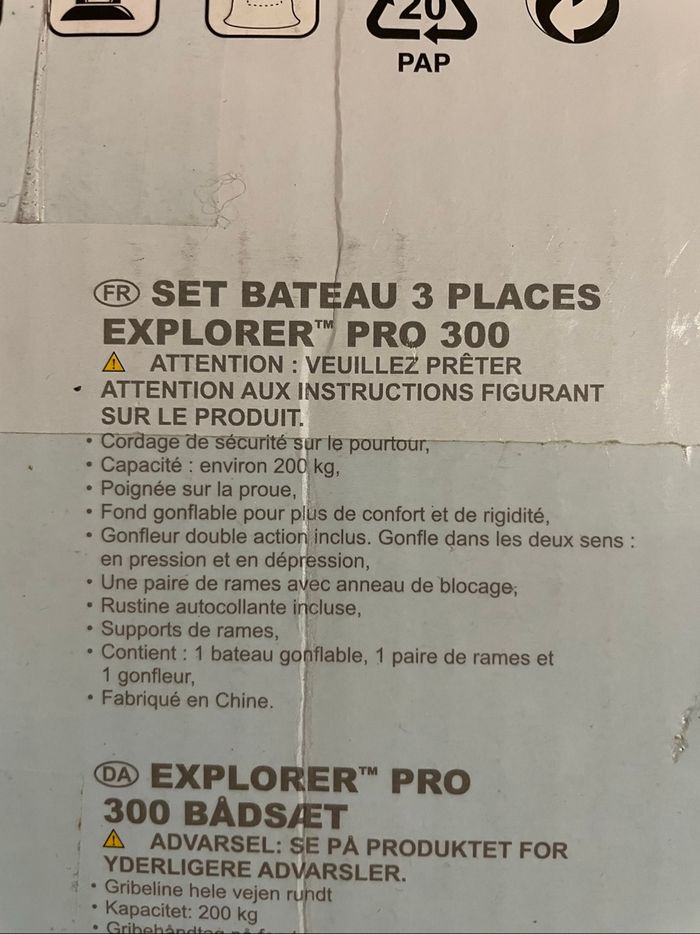 20
PAP
FR SET BATEAU 3 PLACES
EXPLORER™ PRO 300
ATTENTION : VEUILLEZ PRÊTER
ATTENTION AUX INSTRUCTIONS FIGURANT
SUR LE PRODUIT.
• Cordage de sécurité sur le pourtour,
• Capacité : environ 200 kg,
• Poignée sur la proue,
• Fond gonflable pour plus de confort et de rigidité,
• Gonfleur double action inclus. Gonfle dans les deux sens :
en pression et en dépression,
• Une paire de rames avec anneau de blocage,
• Rustine autocollante incluse,
• Supports de rames,
• Contient : 1 bateau gonflable, 1 paire de rames et
1 gonfleur,
• Fabriqué en Chine.
DA EXPLORER™ PRO
300 BÅDSÆT
ADVARSEL: SE PÅ PRODUKTET FOR
YDERLIGERE ADVARSLER.
• Gribeline hele vejen rundt
• Kapacitet: 200 kg